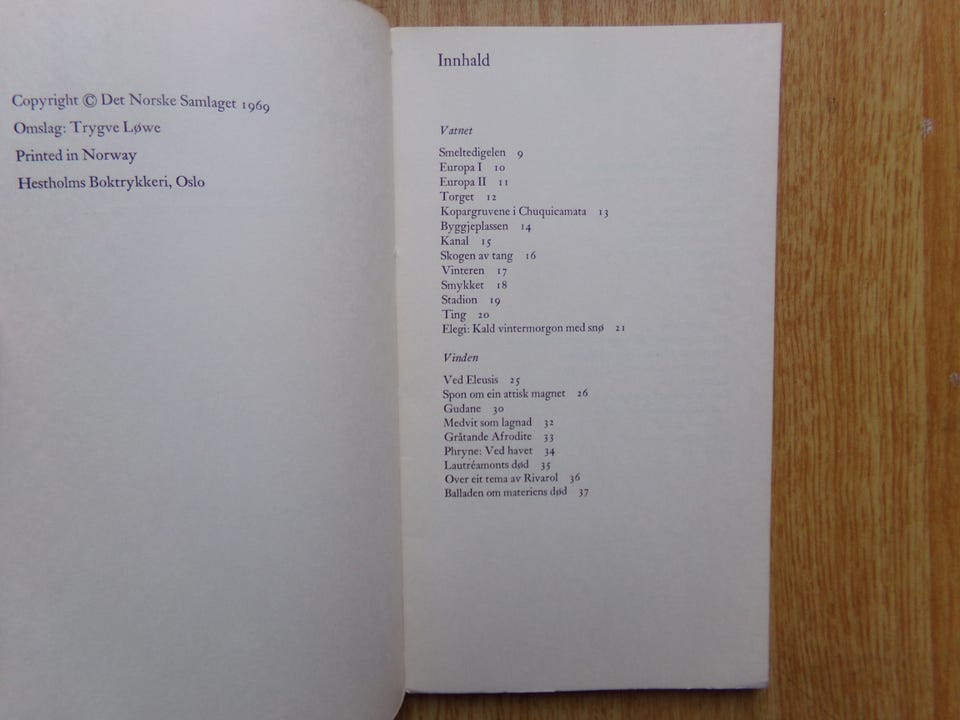 Copyright © Det Norske Samlaget 1969
Omslag: Trygve Løwe
Printed in Norway
Hestholms Boktrykkeri, Oslo
Innhald
Vatnet
Smeltedigelen 9
Europa I 10
Europa II 11
Torget 12
Kopargruvene i Chuquicamata 13
Byggjeplassen 14
Kanal 15
Skogen av tang 16
Vinteren 17
Smykket 18
Stadion 19
Ting 20
Elegi: Kald vintermorgon med snø 21
Vinden
Ved Eleusis 25
Spon om ein attisk magnet 26
Gudane 30
Medvit som lagnad 32
Gråtande Afrodite 33
Phryne: Ved havet 34
Lautréamonts død 35
Over eit tema av Rivarol 36
Balladen om materiens død 37